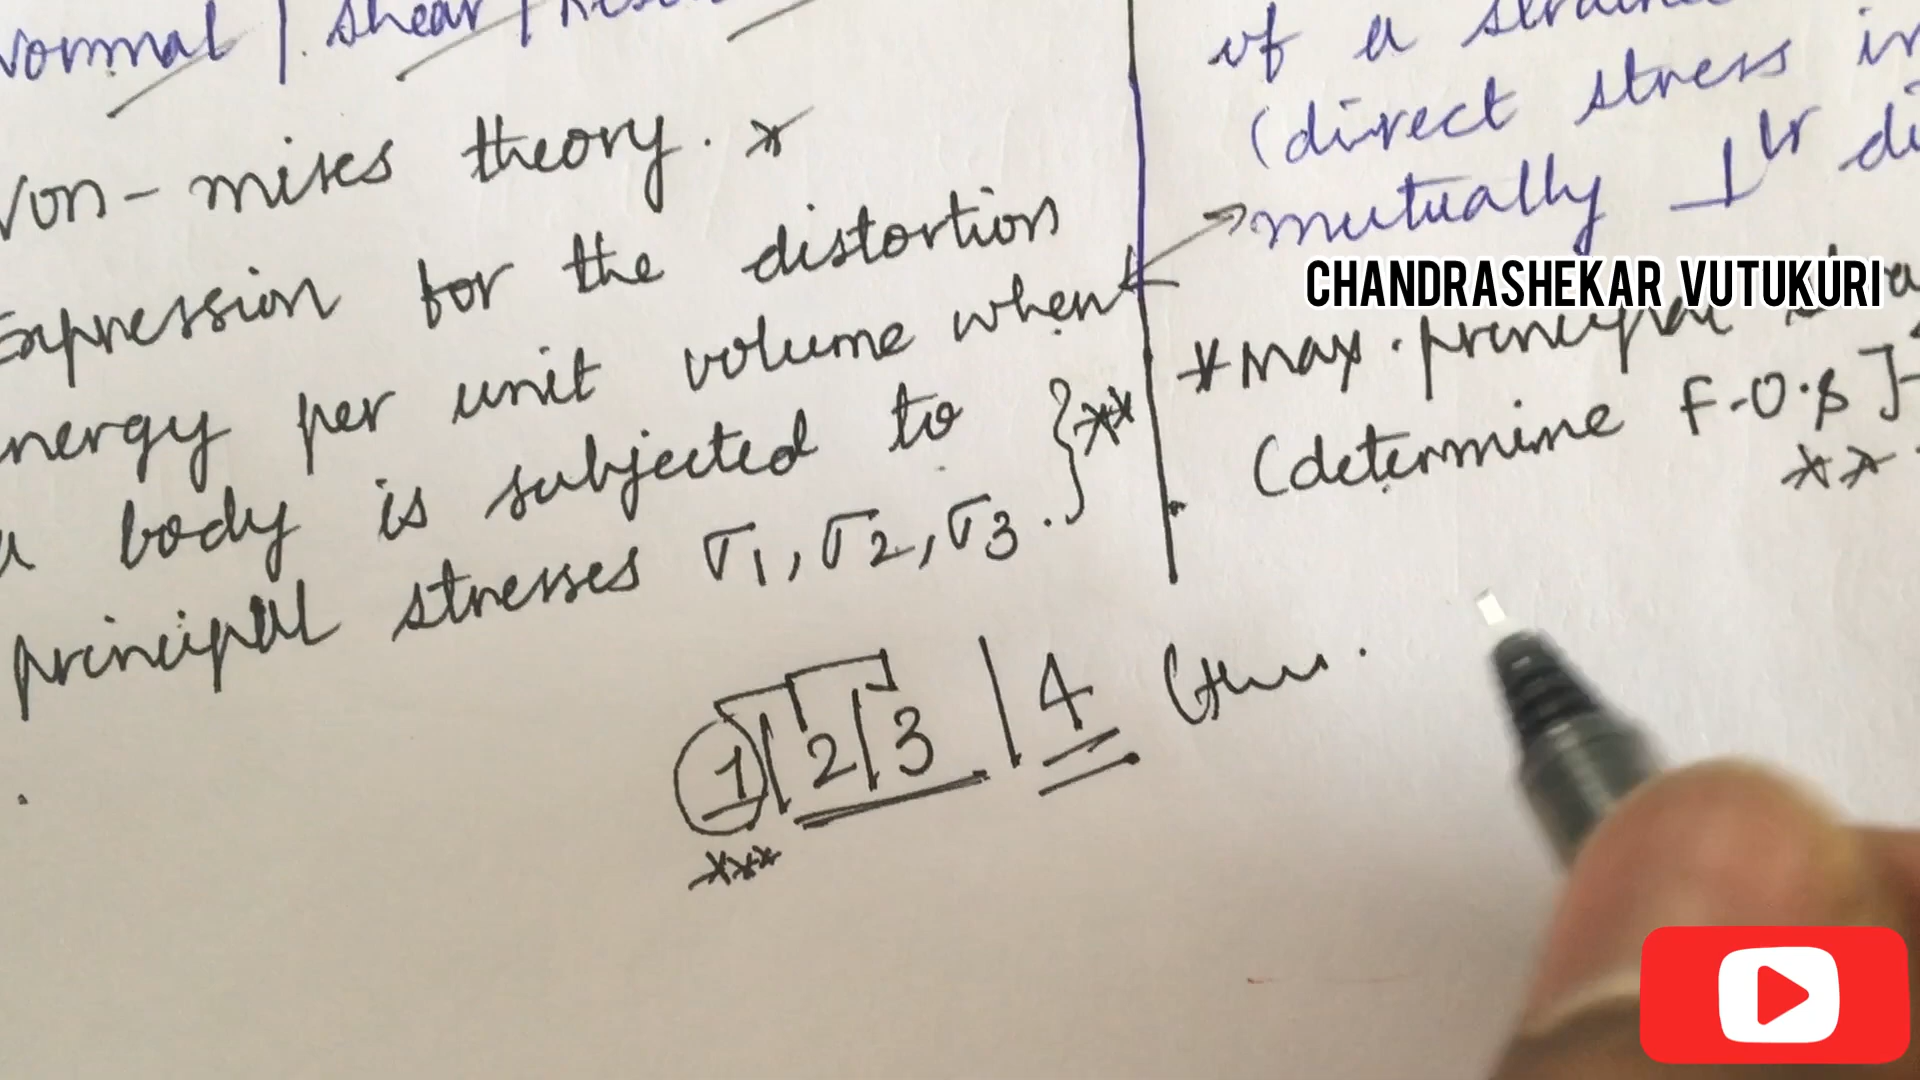 Normal | shear |
Von-mises theory. *
Expression for the distortion
energy per unit volume when
a body is subjected to } **
principal stresses σ1, σ2, σ3.
1 | 2 | 3 | 4
***
of a
(direct stress in
mutually ⊥lr di
CHANDRASHEKAR VUTUKURI
* max. principal
(determine F.O.S]
**